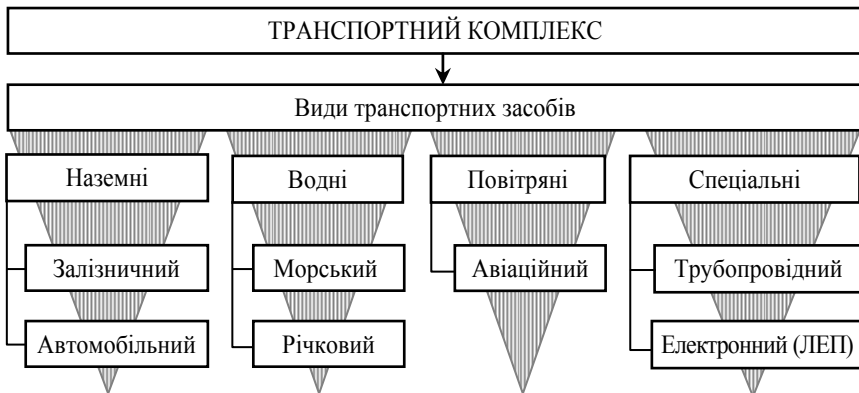 ТРАНСПОРТНИЙ КОМПЛЕКС
Види транспортних засобів
Наземні
Водні
Повітряні
Спеціальні
Залізничний
Морський
Авіаційний
Трубопровідний
Автомобільний
Річковий
Електронний (ЛЕП)